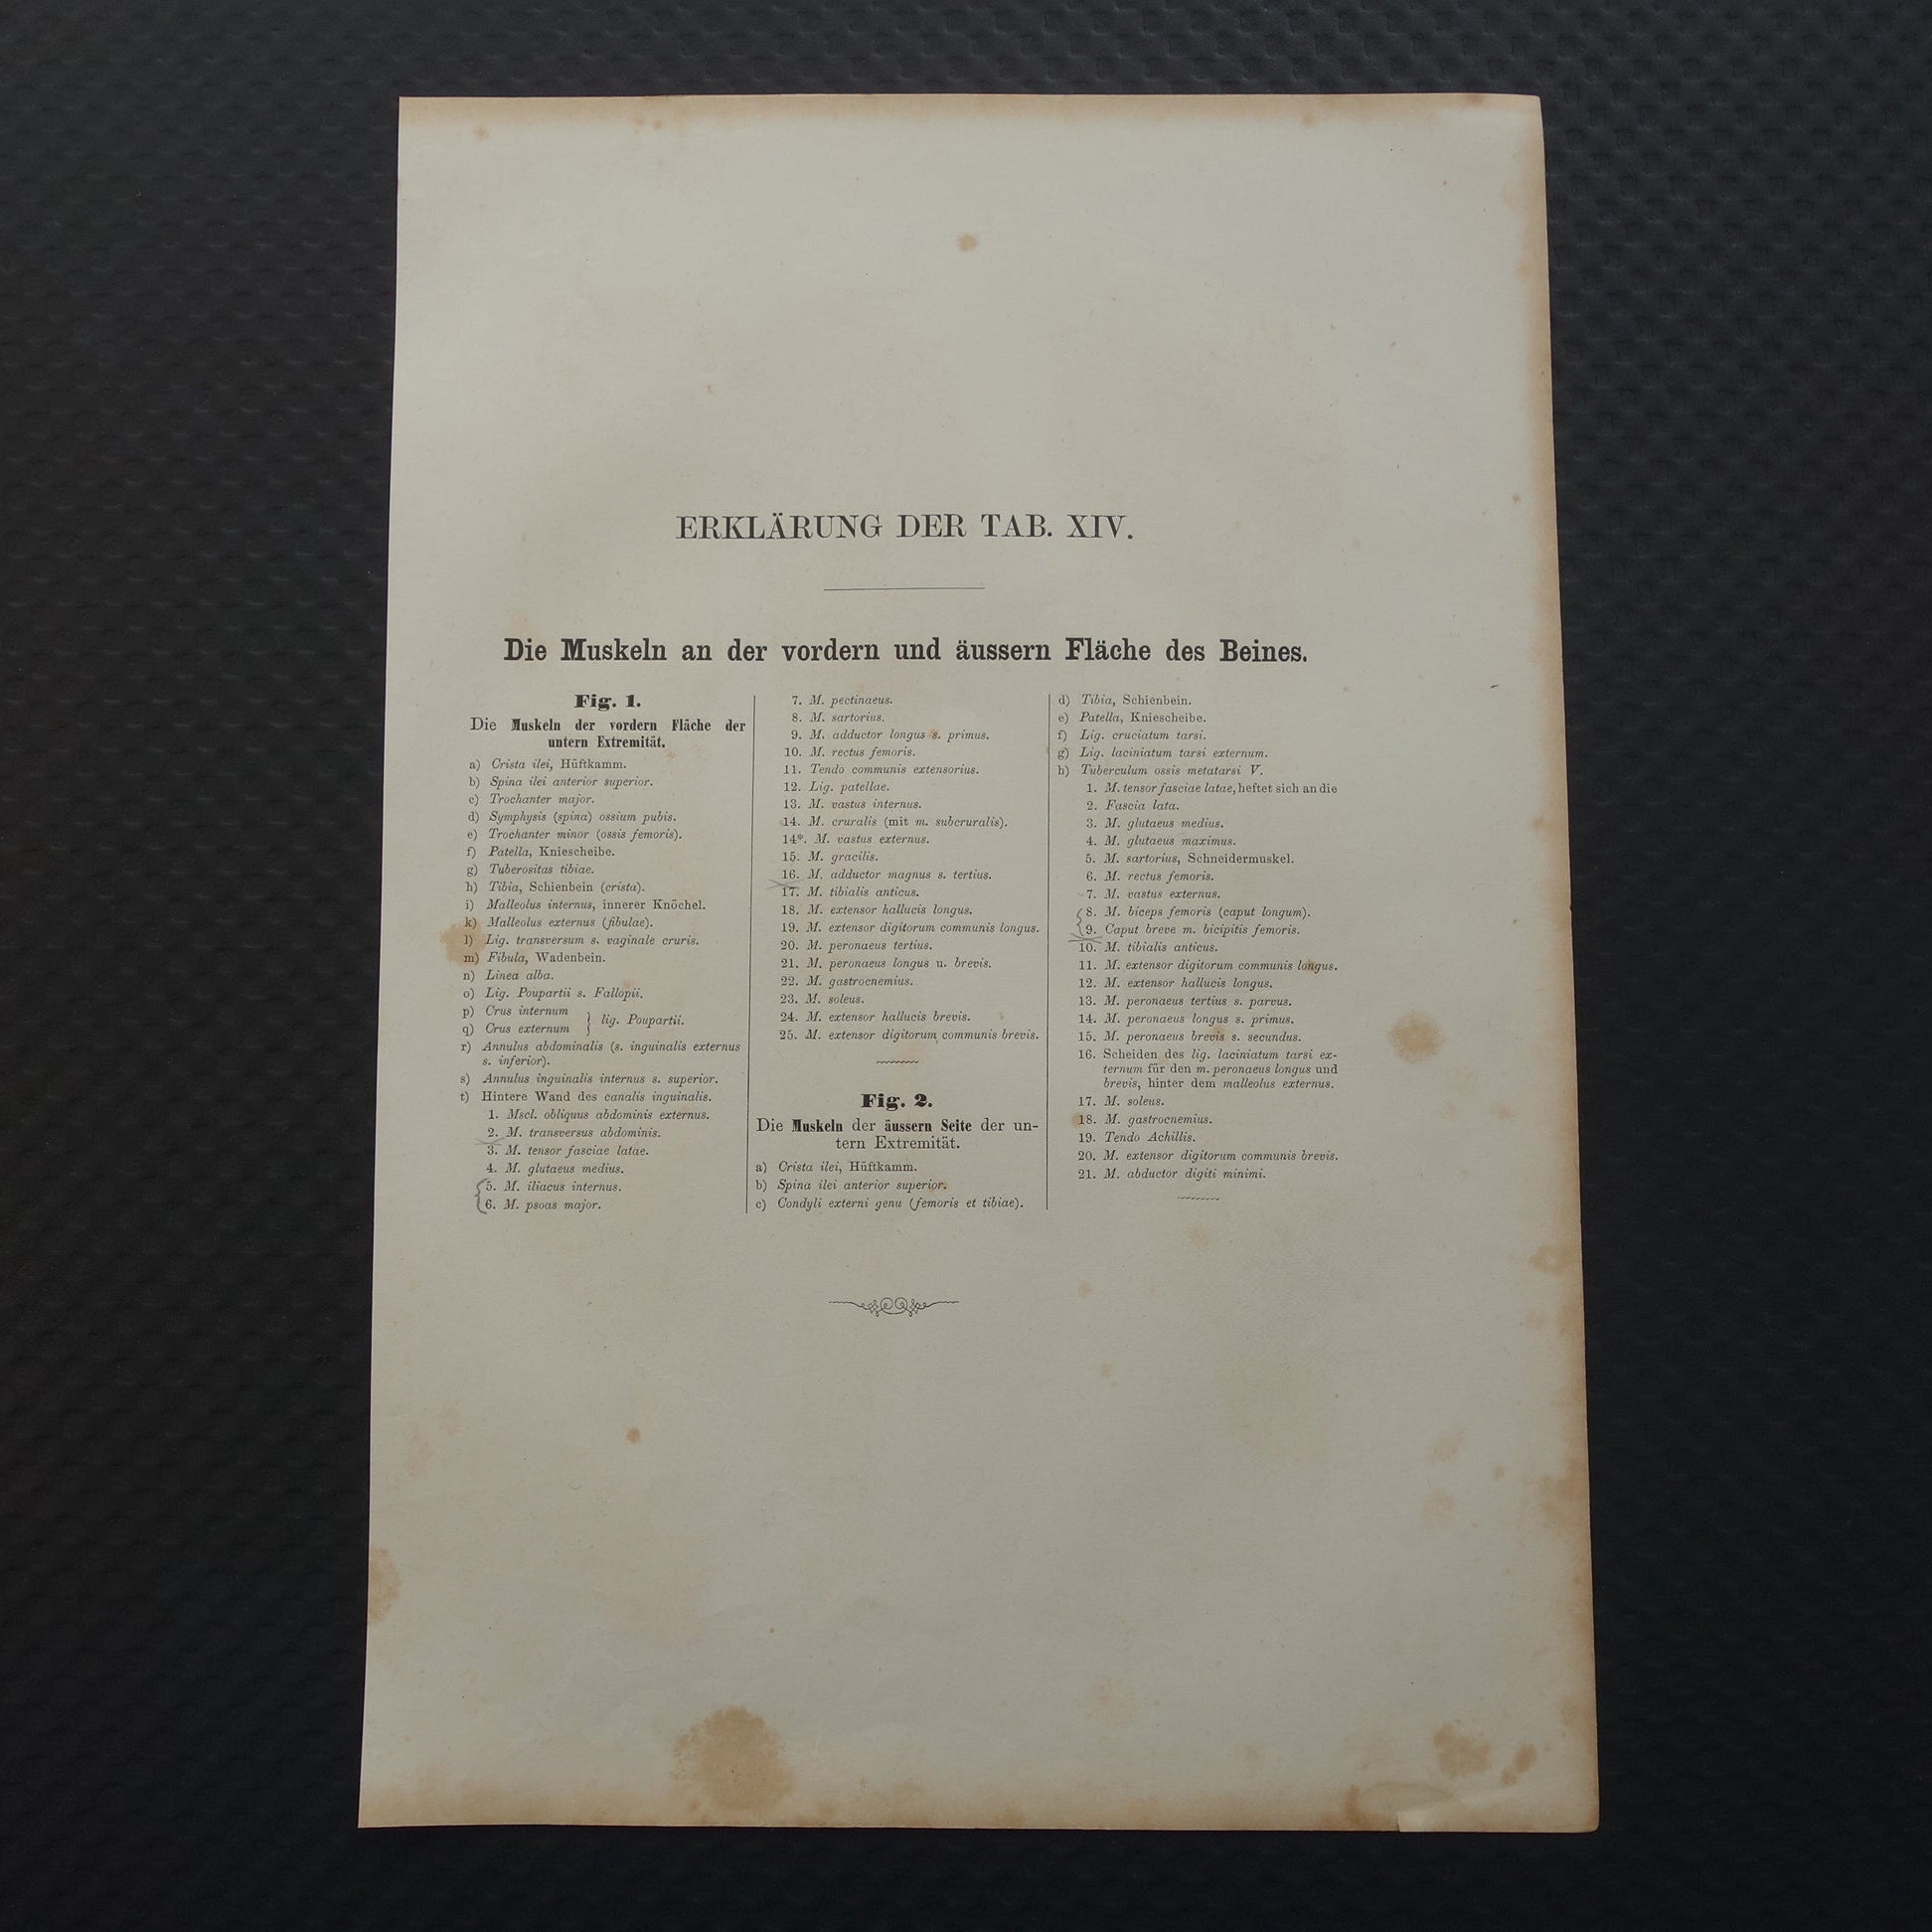 ERKLÄRUNG DER TAB. XIV.
Die Muskeln an der vordern und äussern Fläche des Beines.
Fig. 1.
Die Muskeln der vordern Fläche der
untern Extremität.
a) Crista ilei, Hüftkamm.
b) Spina ilei anterior superior.
c) Trochanter major.
d) Symphysis (spina) ossium pubis.
e) Trochanter minor (ossis femoris).
f) Patella, Kniescheibe.
g) Tuberositas tibiae.
h) Tibia, Schienbein (crista).
i) Malleolus internus, innerer Knöchel.
k) Malleolus externus (fibulae).
l) Lig. transversum s. vaginale cruris.
m) Fibula, Wadenbein.
n) Linea alba.
o) Lig. Poupartii s. Fallopii.
p) Crus internum
q) Crus externum } lig. Poupartii.
r) Annulus abdominalis (s. inguinalis externus
s. inferior).
s) Annulus inguinalis internus s. superior.
t) Hintere Wand des canalis inguinalis.
1. Mscl. obliquus abdominis externus.
2. M. transversus abdominis.
3. M. tensor fasciae latae.
4. M. glutaeus medius.
5. M. iliacus internus.
6. M. psoas major.
7. M. pectinaeus.
8. M. sartorius.
9. M. adductor longus s. primus.
10. M. rectus femoris.
11. Tendo communis extensorius.
12. Lig. patellae.
13. M. vastus internus.
14. M. cruralis (mit m. subcruralis).
14*. M. vastus externus.
15. M. gracilis.
16. M. adductor magnus s. tertius.
17. M. tibialis anticus.
18. M. extensor hallucis longus.
19. M. extensor digitorum communis longus.
20. M. peronaeus tertius.
21. M. peronaeus longus u. brevis.
22. M. gastrocnemius.
23. M. soleus.
24. M. extensor hallucis brevis.
25. M. extensor digitorum communis brevis.
Fig. 2.
Die Muskeln der äussern Seite der un-
tern Extremität.
a) Crista ilei, Hüftkamm.
b) Spina ilei anterior superior.
c) Condyli externi genu (femoris et tibiae).
d) Tibia, Schienbein.
e) Patella, Kniescheibe.
f) Lig. cruciatum tarsi.
g) Lig. laciniatum tarsi externum.
h) Tuberculum ossis metatarsi V.
1. M. tensor fasciae latae, heftet sich an die
2. Fascia lata.
3. M. glutaeus medius.
4. M. glutaeus maximus.
5. M. sartorius, Schneidermuskel.
6. M. rectus femoris.
7. M. vastus externus.
8. M. biceps femoris (caput longum).
9. Caput breve m. bicipitis femoris.
10. M. tibialis anticus.
11. M. extensor digitorum communis longus.
12. M. extensor hallucis longus.
13. M. peronaeus tertius s. parvus.
14. M. peronaeus longus s. primus.
15. M. peronaeus brevis s. secundus.
16. Scheiden des lig. laciniatum tarsi ex-
ternum für den m. peronaeus longus und
brevis, hinter dem malleolus externus.
17. M. soleus.
18. M. gastrocnemius.
19. Tendo Achillis.
20. M. extensor digitorum communis brevis.
21. M. abductor digiti minimi.